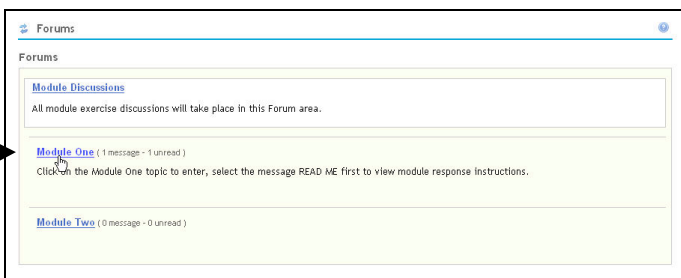 Forums
Forums
Module Discussions
All module exercise discussions will take place in this Forum area.
Module One ( 1 message - 1 unread )
Click on the Module One topic to enter, select the message READ ME first to view module response instructions.
Module Two ( 0 message - 0 unread )